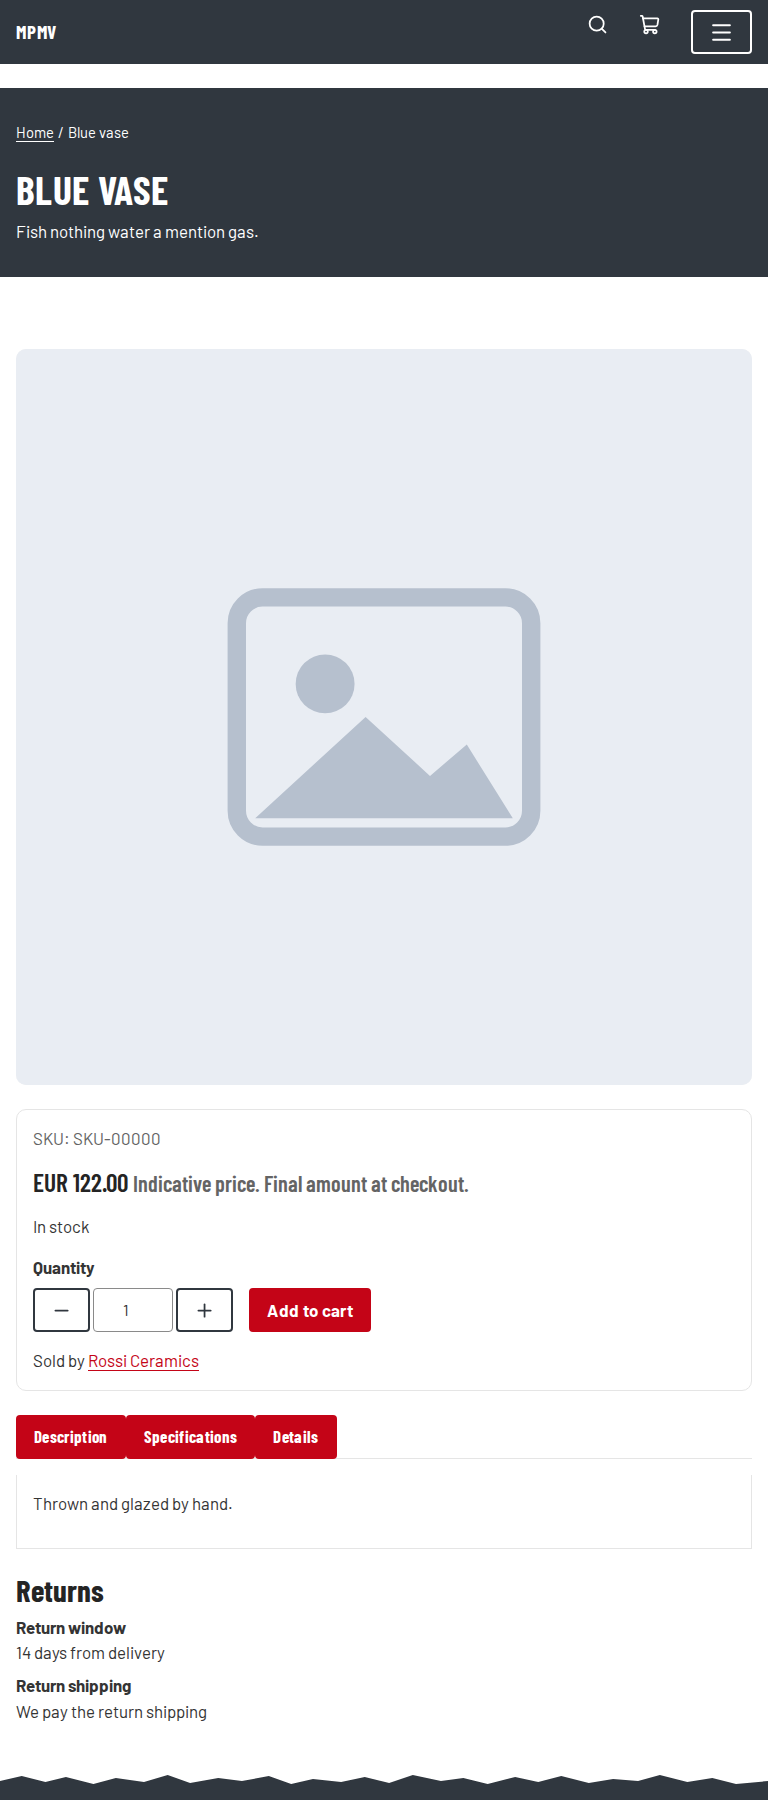 MPMV
Home / Blue vase
BLUE VASE
Fish nothing water a mention gas.
SKU: SKU-00000
EUR 122.00 Indicative price. Final amount at checkout.
In stock
Quantity
1
Add to cart
Sold by Rossi Ceramics
Description Specifications Details
Thrown and glazed by hand.
Returns
Return window
14 days from delivery
Return shipping
We pay the return shipping